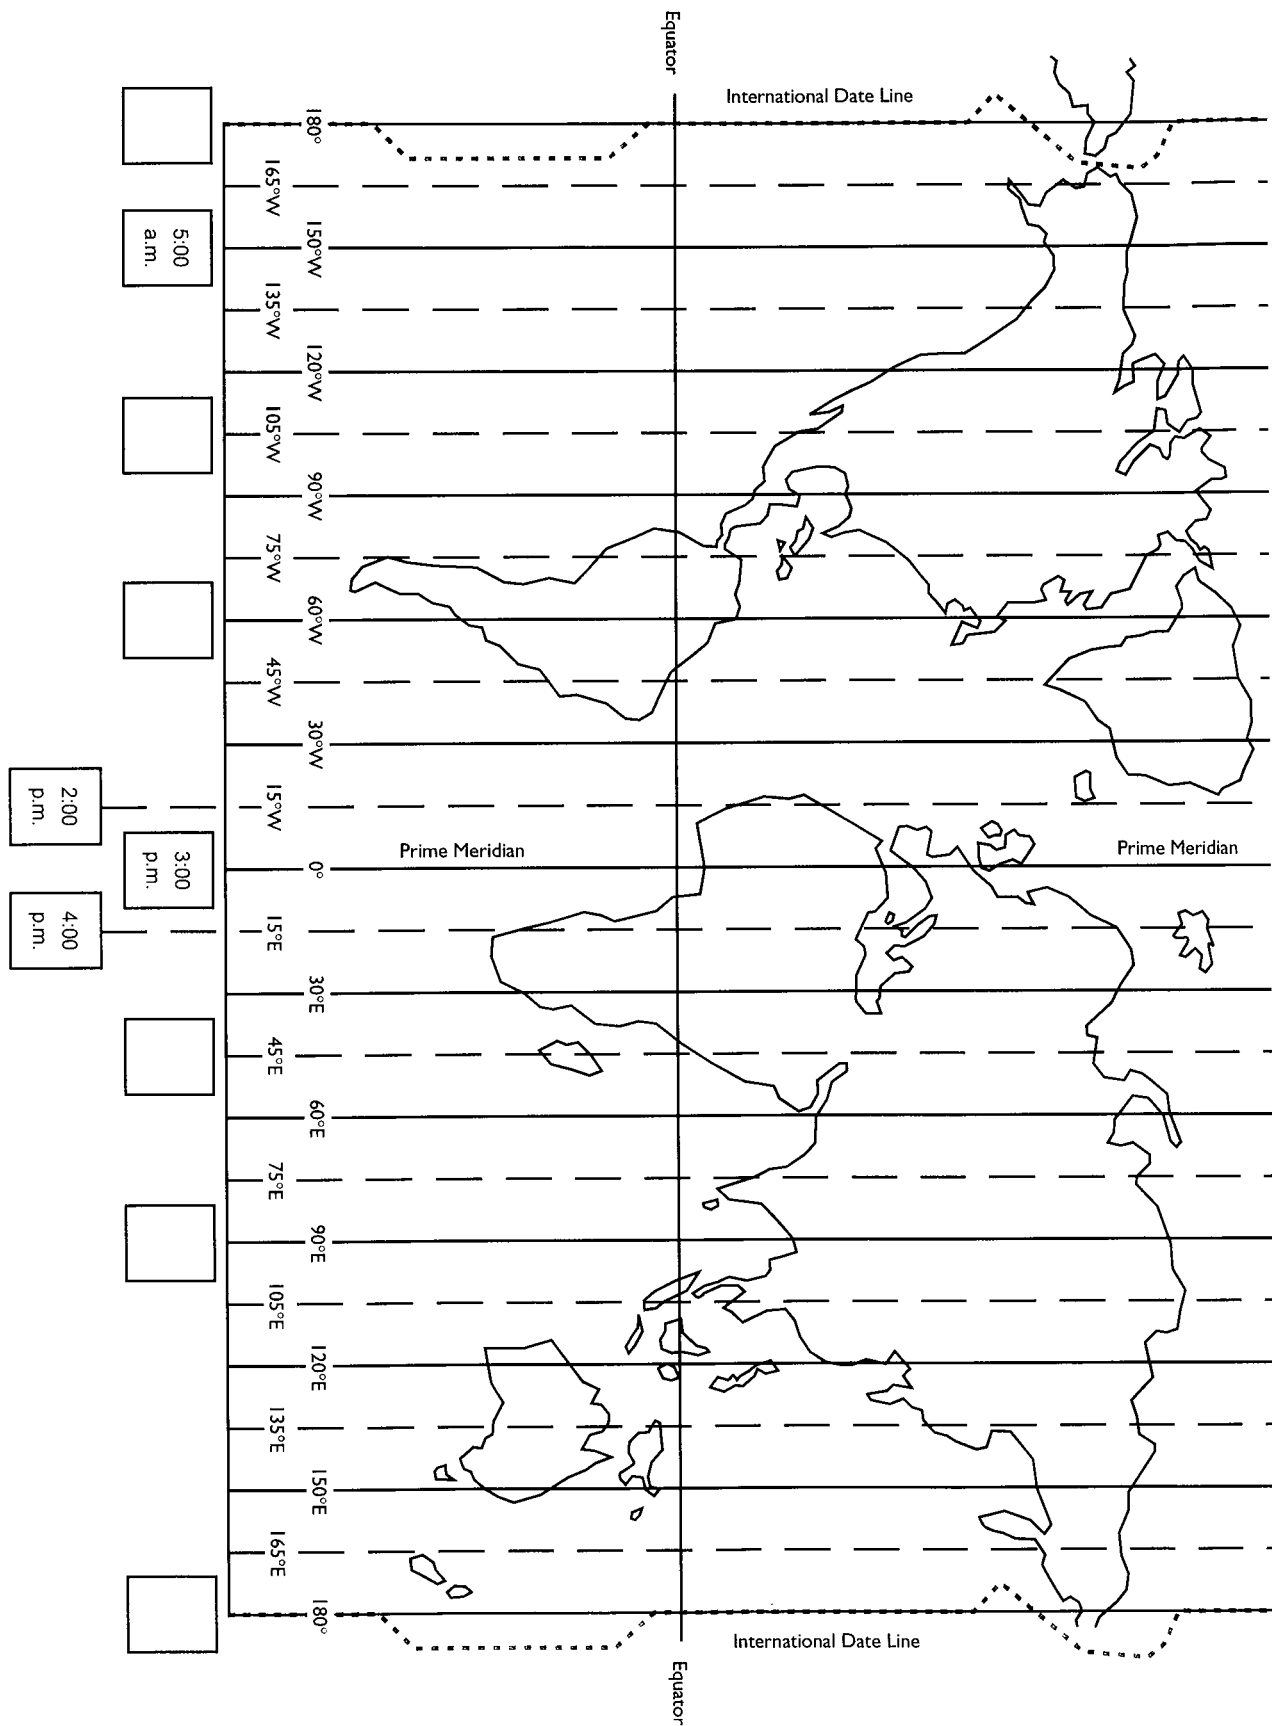 Equator
International Date Line
180°
165°W
150°W
135°W
120°W
105°W
90°W
75°W
60°W
45°W
30°W
15°W
0°
15°E
30°E
45°E
60°E
75°E
90°E
105°E
120°E
135°E
150°E
165°E
180°
5:00
a.m.
2:00
p.m.
3:00
p.m.
4:00
p.m.
Prime Meridian
Prime Meridian
International Date Line
Equator